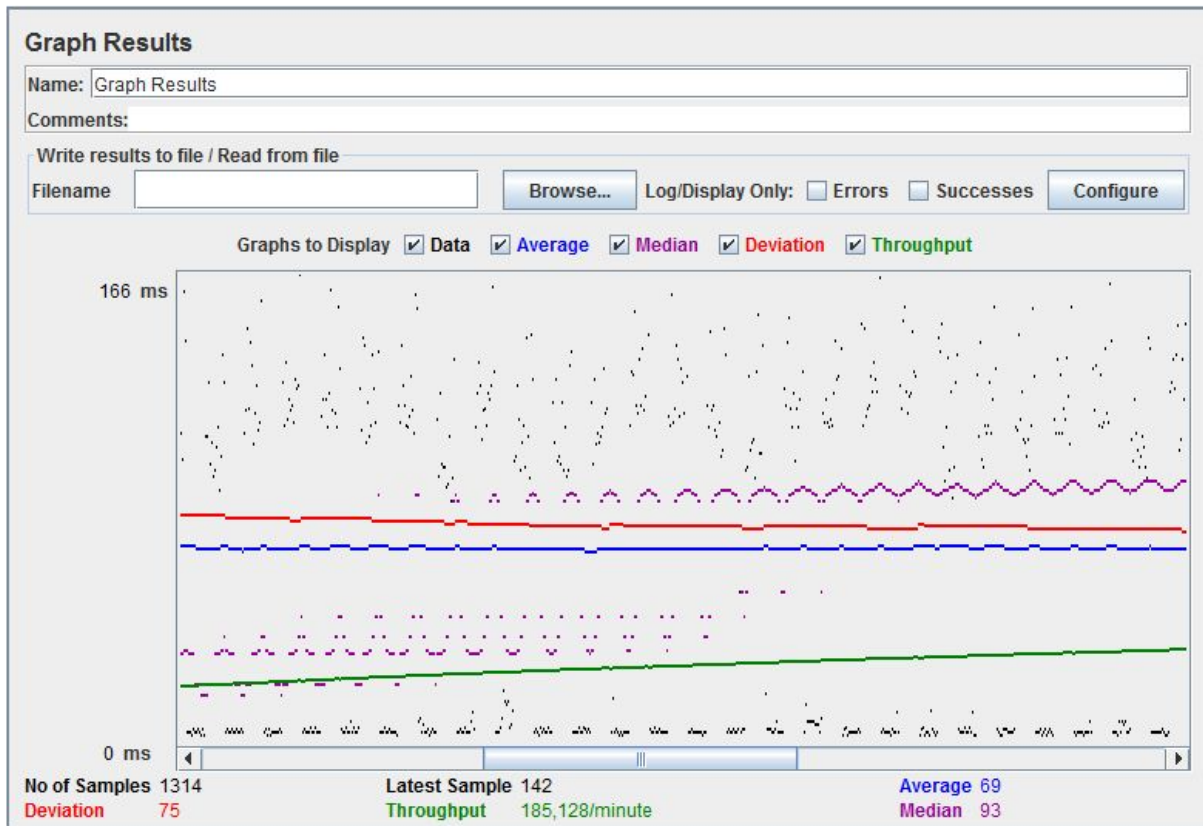 Graph Results
Name: Graph Results
Comments:
Write results to file / Read from file
Filename Browse... Log/Display Only: Errors Successes Configure
Graphs to Display Data Average Median Deviation Throughput
166 ms
0 ms
No of Samples 1314 Latest Sample 142 Average 69
Deviation 75 Throughput 185,128/minute Median 93